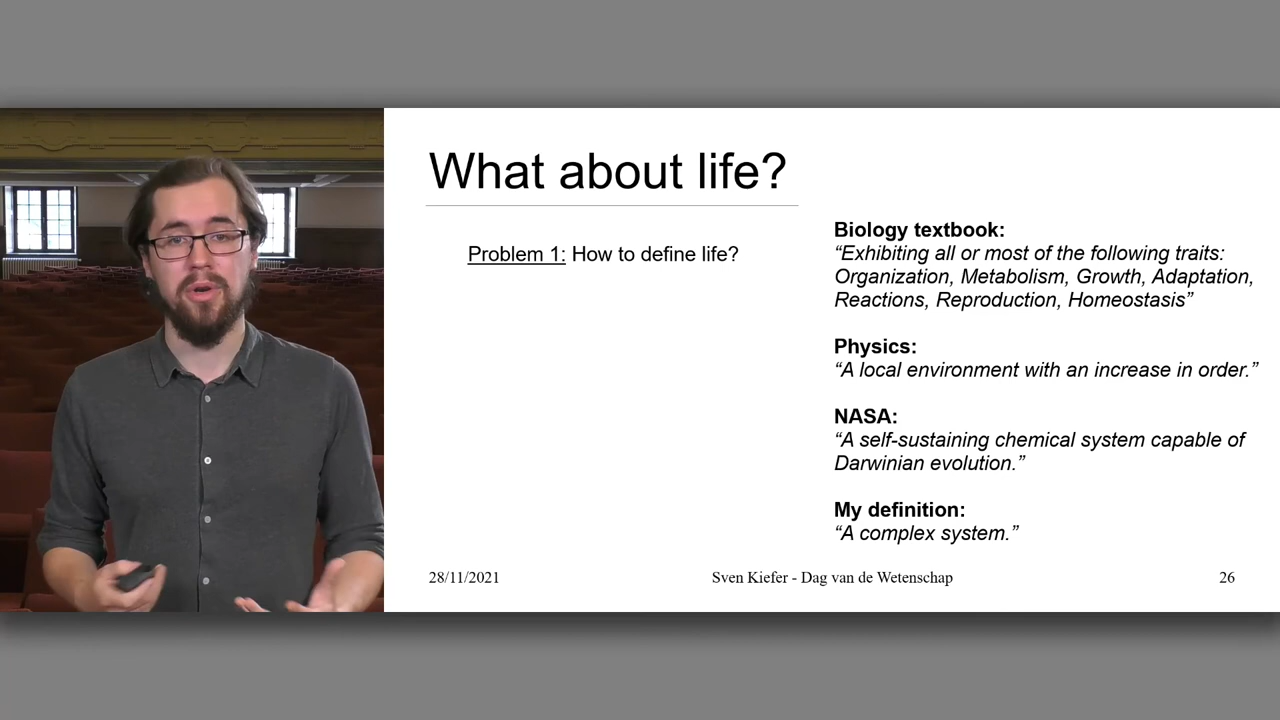 What about life?
Problem 1: How to define life?
Biology textbook:
“Exhibiting all or most of the following traits:
Organization, Metabolism, Growth, Adaptation,
Reactions, Reproduction, Homeostasis”
Physics:
“A local environment with an increase in order.”
NASA:
“A self-sustaining chemical system capable of
Darwinian evolution.”
My definition:
“A complex system.”
28/11/2021
Sven Kiefer - Dag van de Wetenschap
26